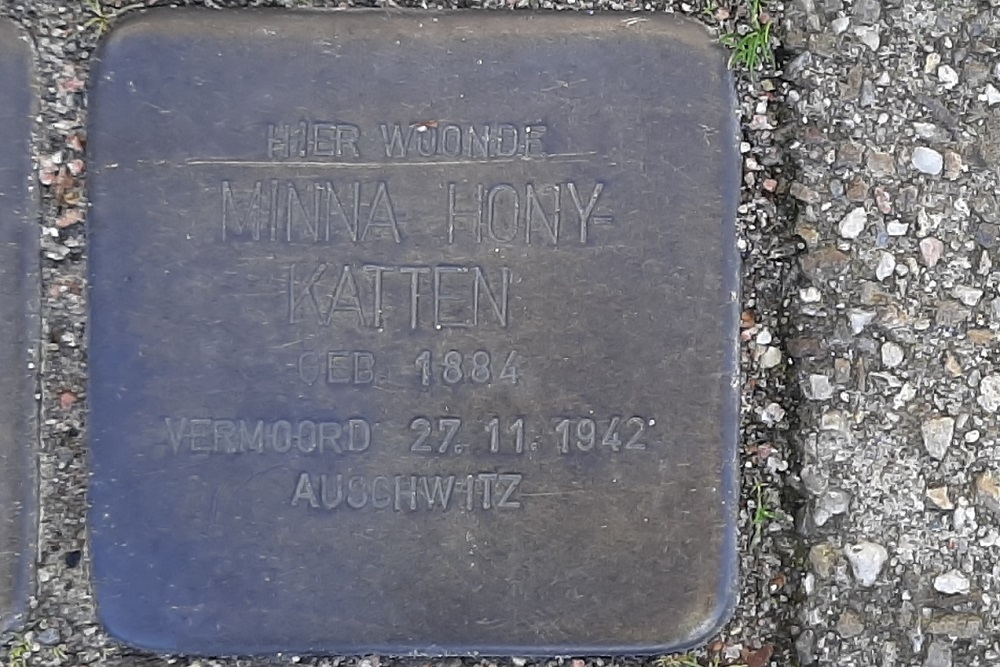 HIER WOONDE
MINNA HONY-
KATTEN
GEB. 1884
VERMOORD 27. 11. 1942
AUSCHWITZ